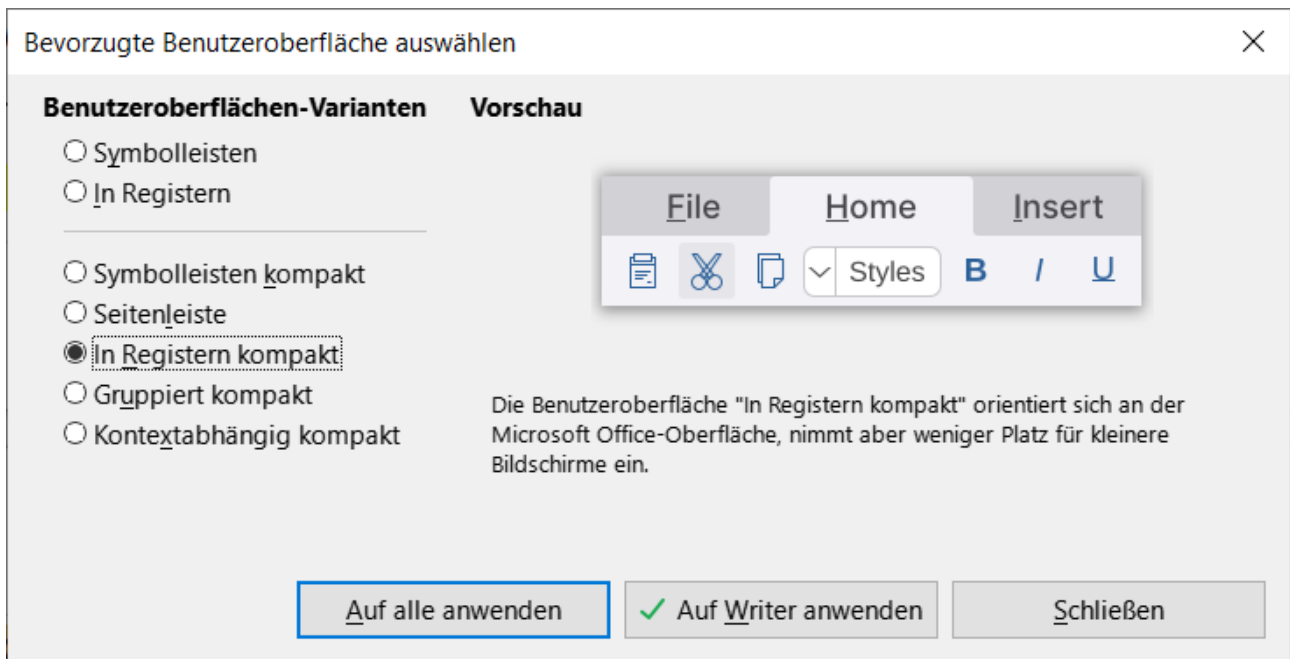 Bevorzugte Benutzeroberfläche auswählen
Benutzeroberflächen-Varianten
Symbolleisten
In Registern
Symbolleisten kompakt
Seitenleiste
In Registern kompakt
Gruppiert kompakt
Kontextabhängig kompakt
Vorschau
File Home Insert
Styles B I U
Die Benutzeroberfläche "In Registern kompakt" orientiert sich an der
Microsoft Office-Oberfläche, nimmt aber weniger Platz für kleinere
Bildschirme ein.
Auf alle anwenden Auf Writer anwenden Schließen